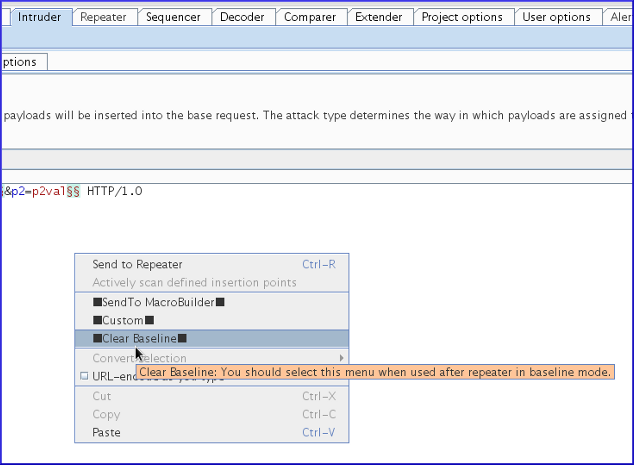 Intruder Repeater Sequencer Decoder Comparer Extender Project options User options Aler
ptions
payloads will be inserted into the base request. The attack type determines the way in which payloads are assigned
&p2=p2val§§ HTTP/1.0
Send to Repeater Ctrl-R
Actively scan defined insertion points
■SendTo MacroBuilder■
■Custom■
■Clear Baseline■
Convert selection
Clear Baseline: You should select this menu when used after repeater in baseline mode.
URL-encode as you type
Cut Ctrl-X
Copy Ctrl-C
Paste Ctrl-V